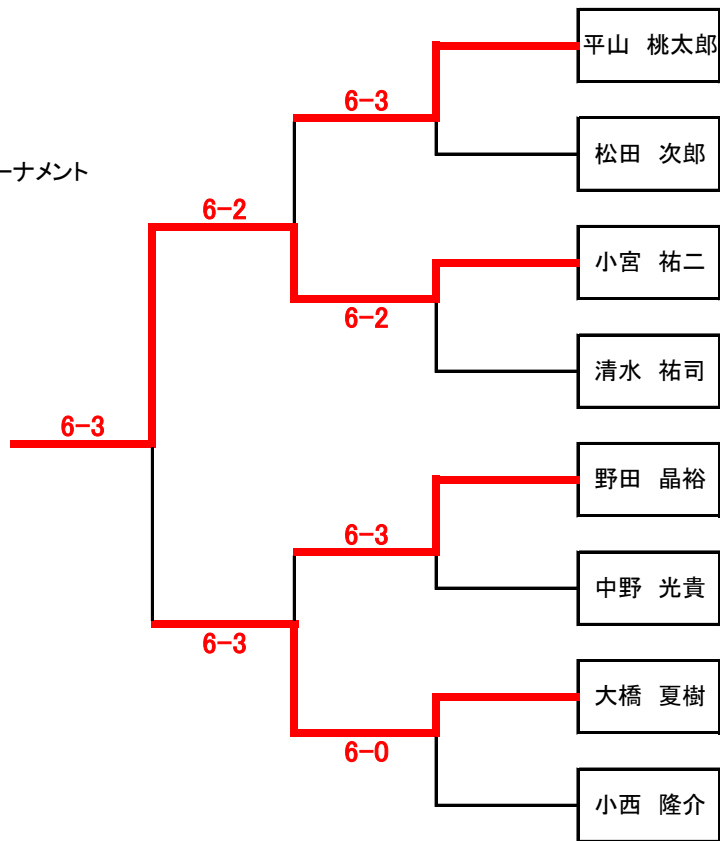 平山 桃太郎
6-3
松田 次郎
ーナメント
6-2
小宮 祐二
6-2
清水 祐司
6-3
野田 晶裕
6-3
中野 光貴
6-3
大橋 夏樹
6-0
小西 隆介